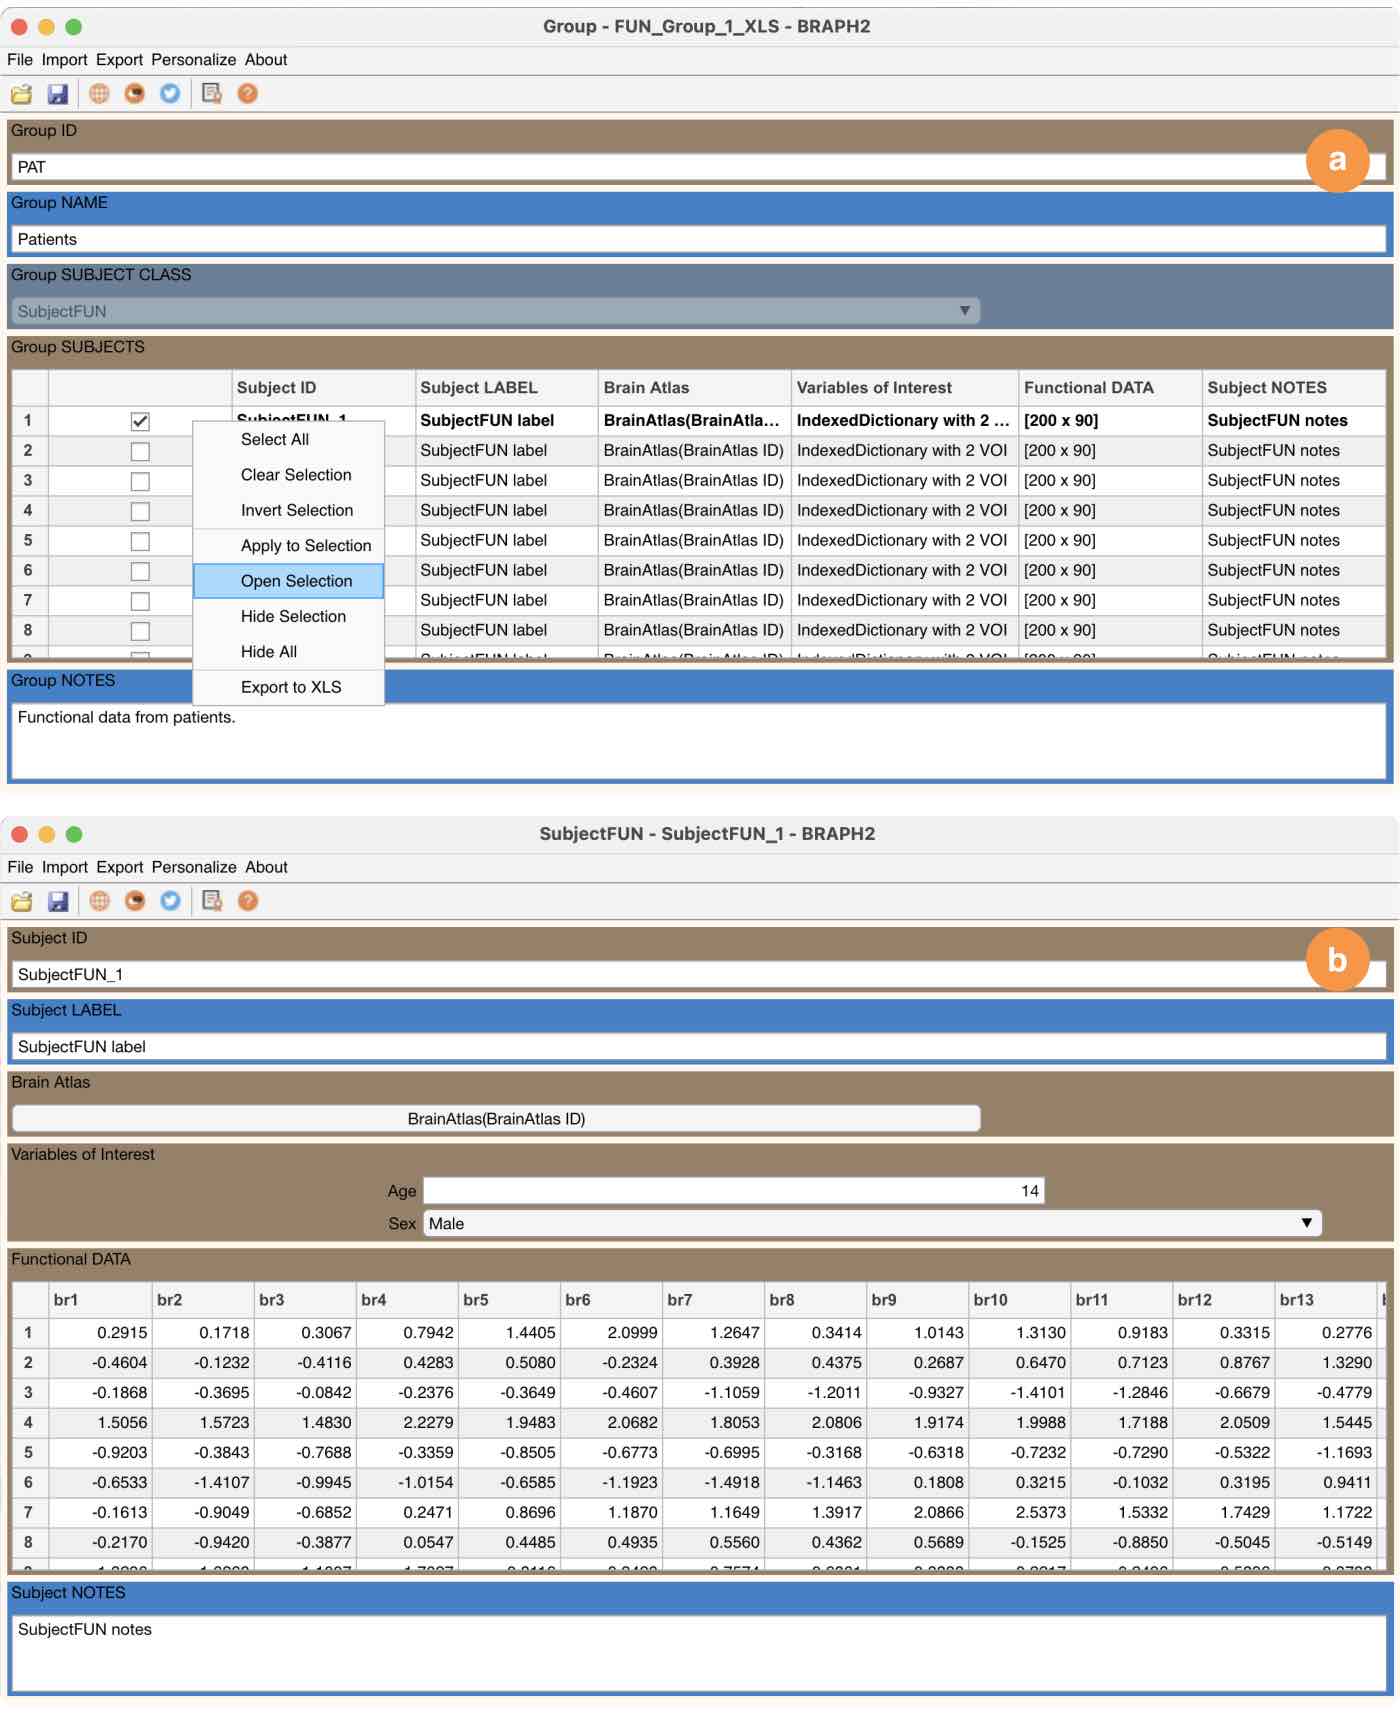 Group - FUN_Group_1_XLS - BRAPH2
File Import Export Personalize About
Group ID
a
PAT
Group NAME
Patients
Group SUBJECT CLASS
SubjectFUN
Group SUBJECTS
Subject ID Subject LABEL Brain Atlas Variables of Interest Functional DATA Subject NOTES
1 SubjectFUN_1 SubjectFUN label BrainAtlas(BrainAtla... IndexedDictionary with 2 ... [200 x 90] SubjectFUN notes
2 SubjectFUN label BrainAtlas(BrainAtlas ID) IndexedDictionary with 2 VOI [200 x 90] SubjectFUN notes
3 SubjectFUN label BrainAtlas(BrainAtlas ID) IndexedDictionary with 2 VOI [200 x 90] SubjectFUN notes
4 SubjectFUN label BrainAtlas(BrainAtlas ID) IndexedDictionary with 2 VOI [200 x 90] SubjectFUN notes
5 SubjectFUN label BrainAtlas(BrainAtlas ID) IndexedDictionary with 2 VOI [200 x 90] SubjectFUN notes
6 SubjectFUN label BrainAtlas(BrainAtlas ID) IndexedDictionary with 2 VOI [200 x 90] SubjectFUN notes
7 SubjectFUN label BrainAtlas(BrainAtlas ID) IndexedDictionary with 2 VOI [200 x 90] SubjectFUN notes
8 SubjectFUN label BrainAtlas(BrainAtlas ID) IndexedDictionary with 2 VOI [200 x 90] SubjectFUN notes
Select All
Clear Selection
Invert Selection
Apply to Selection
Open Selection
Hide Selection
Hide All
Export to XLS
Group NOTES
Functional data from patients.
SubjectFUN - SubjectFUN_1 - BRAPH2
File Import Export Personalize About
Subject ID
b
SubjectFUN_1
Subject LABEL
SubjectFUN label
Brain Atlas
BrainAtlas(BrainAtlas ID)
Variables of Interest
Age 14
Sex Male
Functional DATA
br1 br2 br3 br4 br5 br6 br7 br8 br9 br10 br11 br12 br13
1 0.2915 0.1718 0.3067 0.7942 1.4405 2.0999 1.2647 0.3414 1.0143 1.3130 0.9183 0.3315 0.2776
2 -0.4604 -0.1232 -0.4116 0.4283 0.5080 -0.2324 0.3928 0.4375 0.2687 0.6470 0.7123 0.8767 1.3290
3 -0.1868 -0.3695 -0.0842 -0.2376 -0.3649 -0.4607 -1.1059 -1.2011 -0.9327 -1.4101 -1.2846 -0.6679 -0.4779
4 1.5056 1.5723 1.4830 2.2279 1.9483 2.0682 1.8053 2.0806 1.9174 1.9988 1.7188 2.0509 1.5445
5 -0.9203 -0.3843 -0.7688 -0.3359 -0.8505 -0.6773 -0.6995 -0.3168 -0.6318 -0.7232 -0.7290 -0.5322 -1.1693
6 -0.6533 -1.4107 -0.9945 -1.0154 -0.6585 -1.1923 -1.4918 -1.1463 0.1808 0.3215 -0.1032 0.3195 0.9411
7 -0.1613 -0.9049 -0.6852 0.2471 0.8696 1.1870 1.1649 1.3917 2.0866 2.5373 1.5332 1.7429 1.1722
8 -0.2170 -0.9420 -0.3877 0.0547 0.4485 0.4935 0.5560 0.4362 0.5689 -0.1525 -0.8850 -0.5045 -0.5149
Subject NOTES
SubjectFUN notes